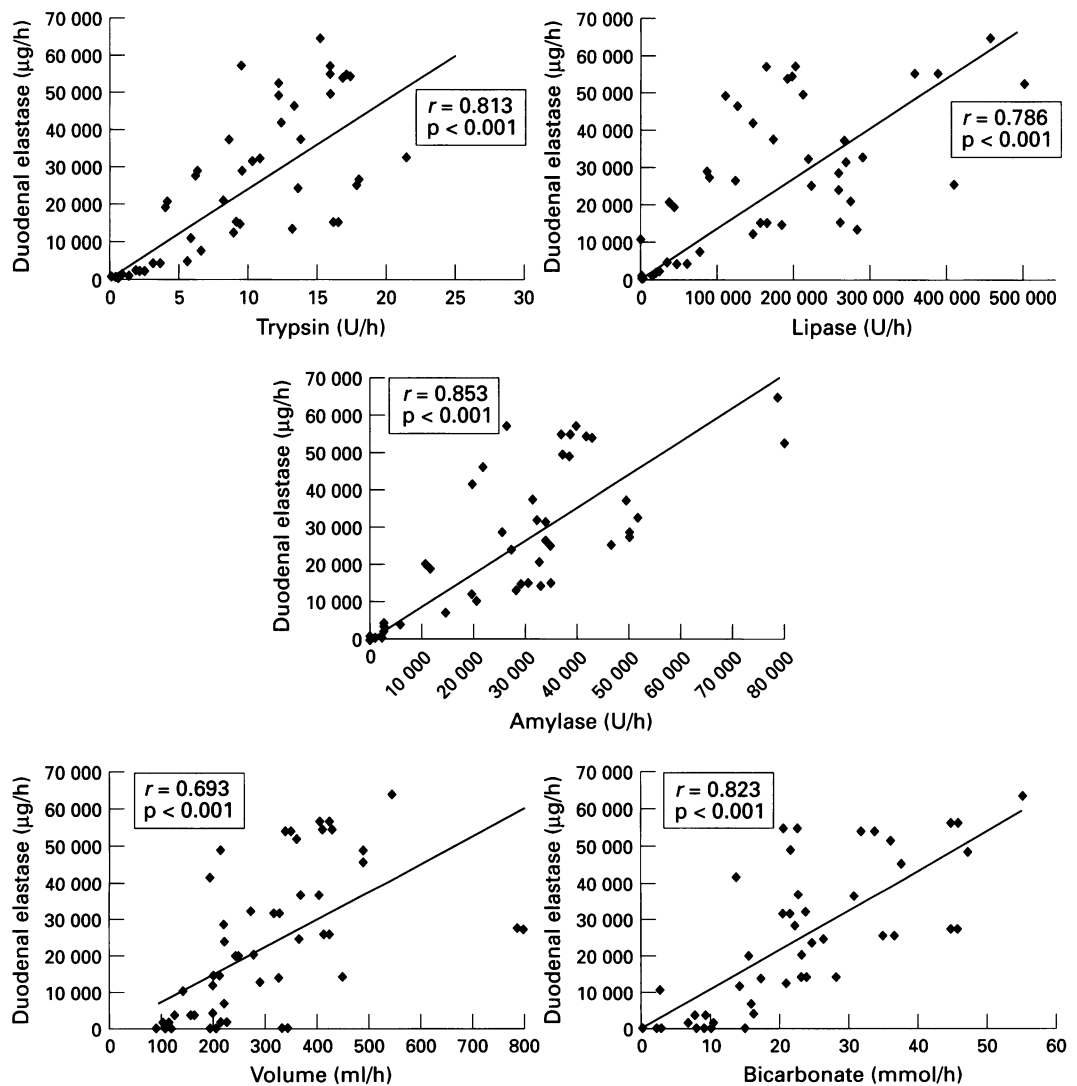 Duodenal elastase (μg/h)
70 000
60 000
50 000
40 000
30 000
20 000
10 000
0
r = 0.813
p < 0.001
0 5 10 15 20 25 30
Trypsin (U/h)
Duodenal elastase (μg/h)
70 000
60 000
50 000
40 000
30 000
20 000
10 000
0
r = 0.786
p < 0.001
0 100 000 200 000 300 000 400 000 500 000
Lipase (U/h)
Duodenal elastase (μg/h)
70 000
60 000
50 000
40 000
30 000
20 000
10 000
0
r = 0.853
p < 0.001
0 10 000 20 000 30 000 40 000 50 000 60 000 70 000 80 000
Amylase (U/h)
Duodenal elastase (μg/h)
70 000
60 000
50 000
40 000
30 000
20 000
10 000
0
r = 0.693
p < 0.001
0 100 200 300 400 500 600 700 800
Volume (ml/h)
Duodenal elastase (μg/h)
70 000
60 000
50 000
40 000
30 000
20 000
10 000
0
r = 0.823
p < 0.001
0 10 20 30 40 50 60
Bicarbonate (mmol/h)